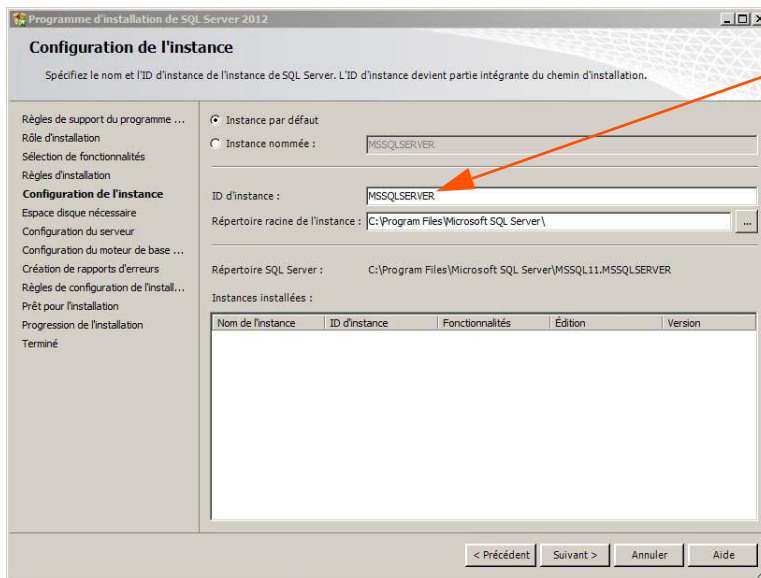 Programme d'installation de SQL Server 2012
Configuration de l'instance
Spécifiez le nom et l'ID d'instance de l'instance de SQL Server. L'ID d'instance devient partie intégrante du chemin d'installation.
Règles de support du programme ...
Rôle d'installation
Sélection de fonctionnalités
Règles d'installation
Configuration de l'instance
Espace disque nécessaire
Configuration du serveur
Configuration du moteur de base ...
Création de rapports d'erreurs
Règles de configuration de l'install...
Prêt pour l'installation
Progression de l'installation
Terminé
Instance par défaut
Instance nommée : MSSQLSERVER
ID d'instance : MSSQLSERVER
Répertoire racine de l'instance : C:\Program Files\Microsoft SQL Server\ ...
Répertoire SQL Server : C:\Program Files\Microsoft SQL Server\MSSQL11.MSSQLSERVER
Instances installées :
Nom de l'instance ID d'instance Fonctionnalités Édition Version
< Précédent Suivant > Annuler Aide